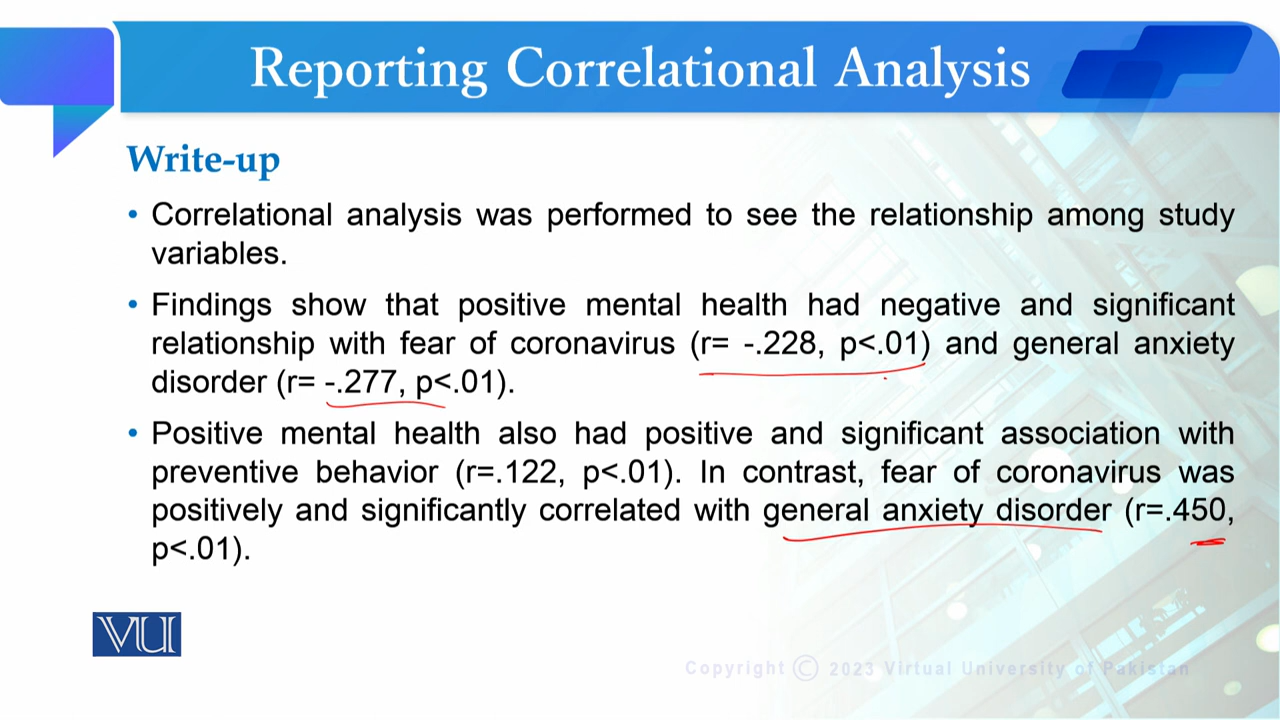 Reporting Correlational Analysis
Write-up
• Correlational analysis was performed to see the relationship among study
variables.
• Findings show that positive mental health had negative and significant
relationship with fear of coronavirus (r= -.228, p<.01) and general anxiety
disorder (r= -.277, p<.01).
• Positive mental health also had positive and significant association with
preventive behavior (r=.122, p<.01). In contrast, fear of coronavirus was
positively and significantly correlated with general anxiety disorder (r=.450,
p<.01).
VU
Copyright © 2023 Virtual University of Pakistan